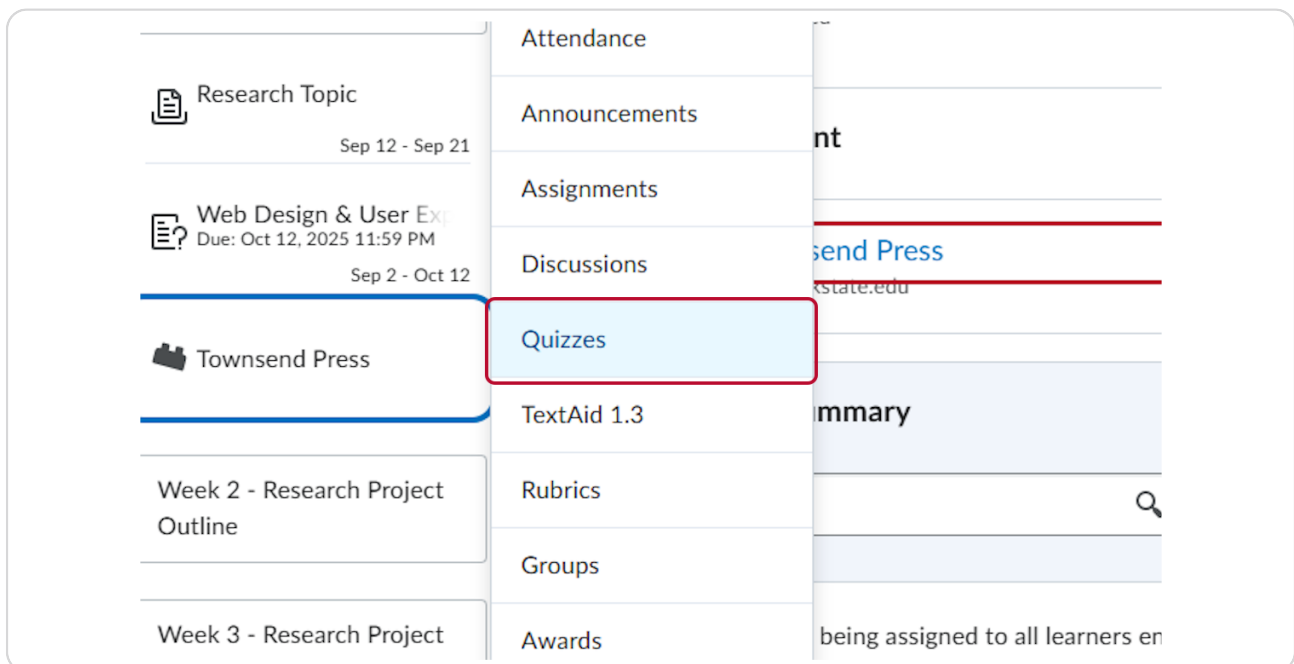 Research Topic
Sep 12 - Sep 21
Web Design & User Exp
Due: Oct 12, 2025 11:59 PM
Sep 2 - Oct 12
Townsend Press
Week 2 - Research Project
Outline
Week 3 - Research Project
Attendance
Announcements
Assignments
Discussions
Quizzes
TextAid 1.3
Rubrics
Groups
Awards
nt
send Press
kstate.edu
ummary
being assigned to all learners en